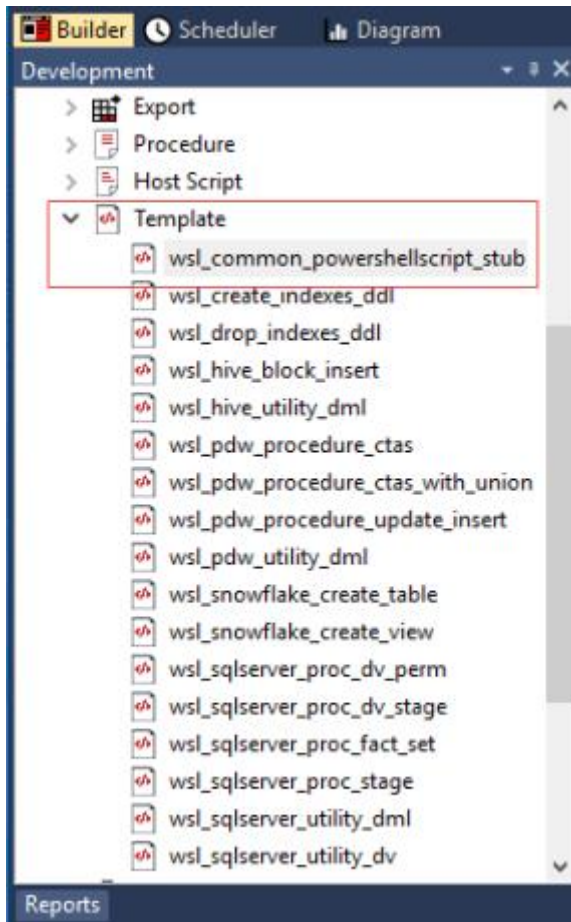 Builder Scheduler Diagram
Development
Export
Procedure
Host Script
Template
wsl_common_powershellscript_stub
wsl_create_indexes_ddl
wsl_drop_indexes_ddl
wsl_hive_block_insert
wsl_hive_utility_dml
wsl_pdw_procedure_ctas
wsl_pdw_procedure_ctas_with_union
wsl_pdw_procedure_update_insert
wsl_pdw_utility_dml
wsl_snowflake_create_table
wsl_snowflake_create_view
wsl_sqlserver_proc_dv_perm
wsl_sqlserver_proc_dv_stage
wsl_sqlserver_proc_fact_set
wsl_sqlserver_proc_stage
wsl_sqlserver_utility_dml
wsl_sqlserver_utility_dv
Reports